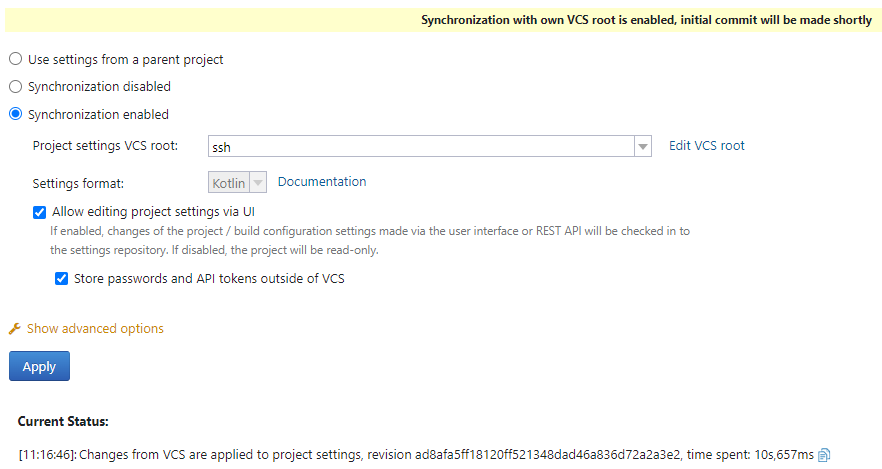 Synchronization with own VCS root is enabled, initial commit will be made shortly
Use settings from a parent project
Synchronization disabled
Synchronization enabled
Project settings VCS root: ssh Edit VCS root
Settings format: Kotlin Documentation
Allow editing project settings via UI
If enabled, changes of the project / build configuration settings made via the user interface or REST API will be checked in to
the settings repository. If disabled, the project will be read-only.
Store passwords and API tokens outside of VCS
Show advanced options
Apply
Current Status:
[11:16:46]: Changes from VCS are applied to project settings, revision ad8afa5ff18120ff521348dad46a836d72a2a3e2, time spent: 10s,657ms